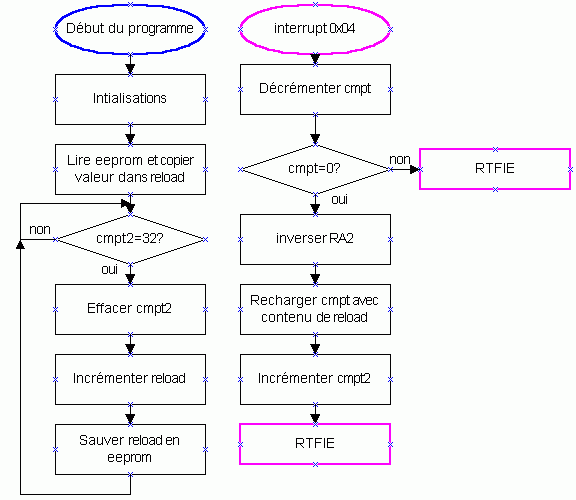 Début du programme
Intialisations
Lire eeprom et copier
valeur dans reload
non
cmpt2=32?
oui
Effacer cmpt2
Incrémenter reload
Sauver reload en
eeprom
interrupt 0x04
Décrémenter cmpt
cmpt=0?
non
RTFIE
oui
inverser RA2
Recharger cmpt avec
contenu de reload
Incrémenter cmpt2
RTFIE